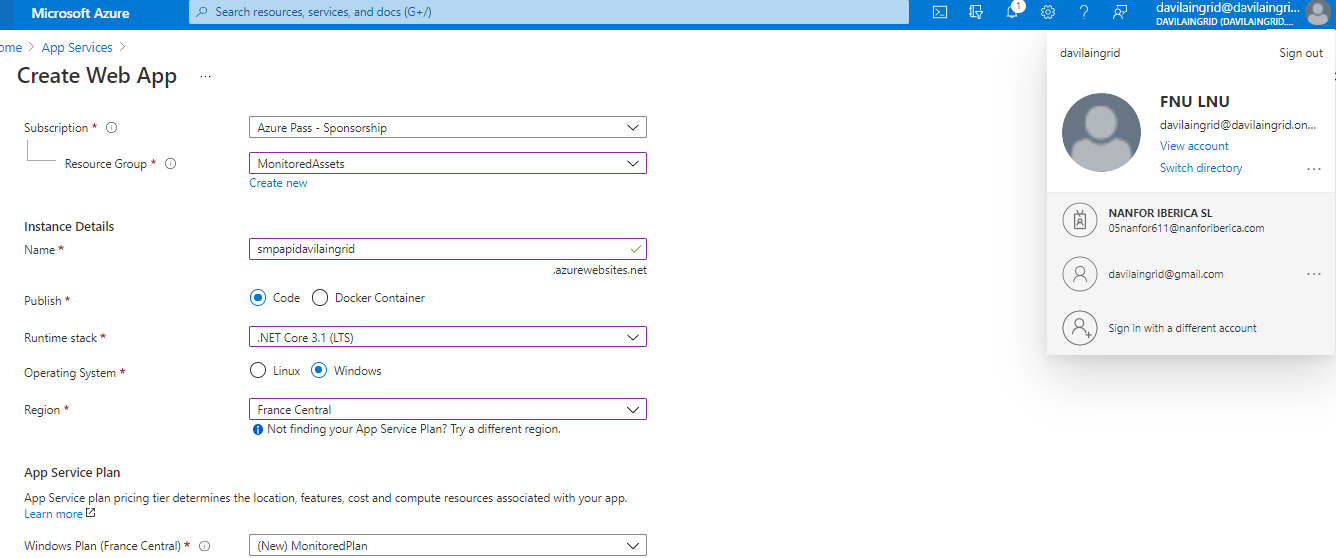 Microsoft Azure
Search resources, services, and docs (G+/)
1
davilaingrid@davilaingri...
DAVILAINGRID (DAVILAINGRID....
ome > App Services >
Create Web App ...
Subscription *
Azure Pass - Sponsorship
Resource Group *
MonitoredAssets
Create new
Instance Details
Name *
smpapidavilaingrid
.azurewebsites.net
Publish *
Code Docker Container
Runtime stack *
.NET Core 3.1 (LTS)
Operating System *
Linux Windows
Region *
France Central
Not finding your App Service Plan? Try a different region.
App Service Plan
App Service plan pricing tier determines the location, features, cost and compute resources associated with your app.
Learn more
Windows Plan (France Central) *
(New) MonitoredPlan
davilaingrid
Sign out
FNU LNU
davilaingrid@davilaingrid.on...
View account
Switch directory
...
NANFOR IBERICA SL
05nanfor611@nanforiberica.com
davilaingrid@gmail.com
...
Sign in with a different account